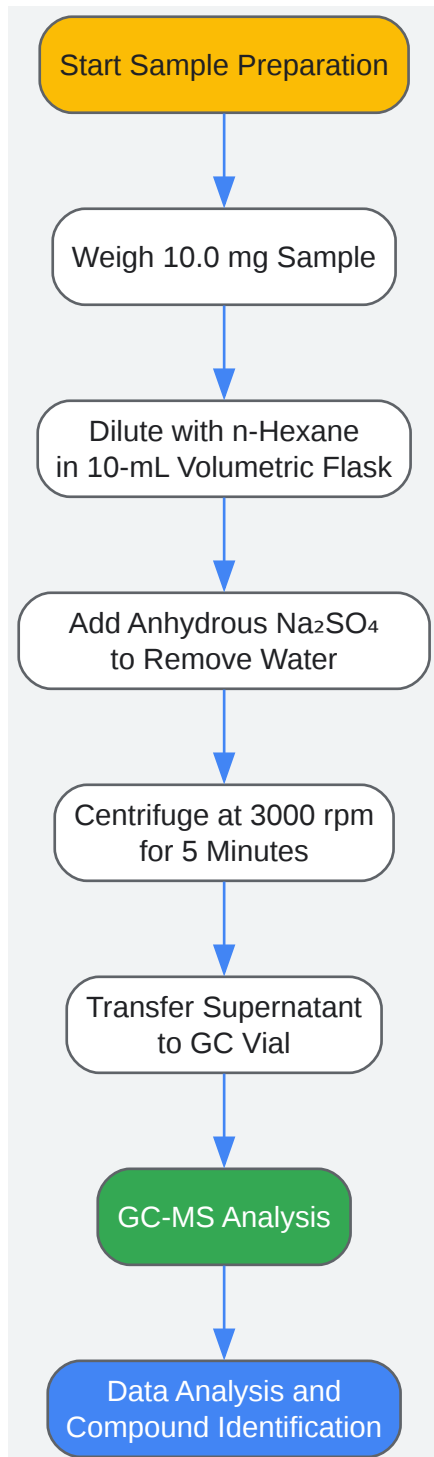 Start Sample Preparation
Weigh 10.0 mg Sample
Dilute with n-Hexane
in 10-mL Volumetric Flask
Add Anhydrous Na₂SO₄
to Remove Water
Centrifuge at 3000 rpm
for 5 Minutes
Transfer Supernatant
to GC Vial
GC-MS Analysis
Data Analysis and
Compound Identification